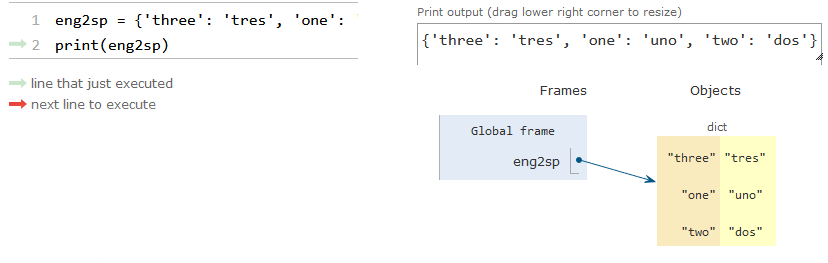 1 eng2sp = {'three': 'tres', 'one':
2 print(eng2sp)
line that just executed
next line to execute
Print output (drag lower right corner to resize)
{'three': 'tres', 'one': 'uno', 'two': 'dos'}
Frames
Objects
Global frame
eng2sp
dict
"three" "tres"
"one" "uno"
"two" "dos"